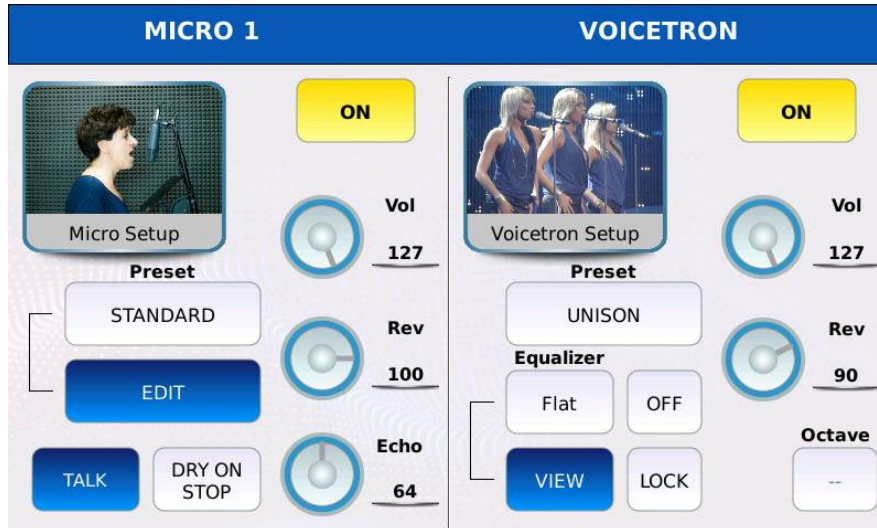 MICRO 1
ON
Micro Setup
Vol
127
Preset
STANDARD
Rev
100
EDIT
TALK
DRY ON
STOP
Echo
64
VOICETRON
ON
Voicetron Setup
Vol
127
Preset
UNISON
Rev
90
Equalizer
Flat
OFF
VIEW
LOCK
Octave
--